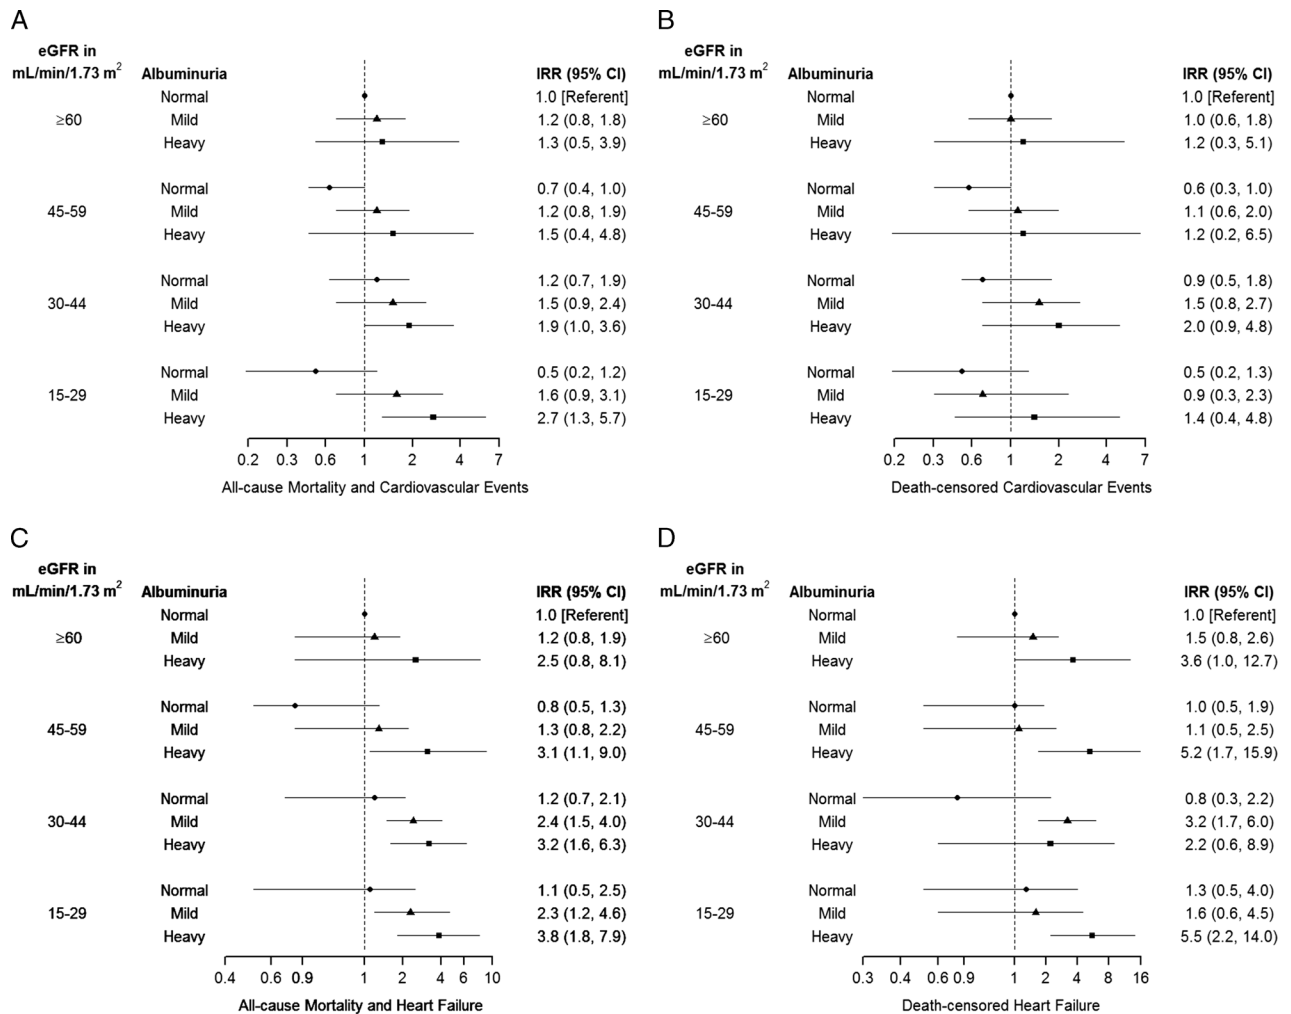 A
eGFR in
mL/min/1.73 m²
Albuminuria
IRR (95% CI)
≥60
Normal 1.0 [Referent]
Mild 1.2 (0.8, 1.8)
Heavy 1.3 (0.5, 3.9)
45-59
Normal 0.7 (0.4, 1.0)
Mild 1.2 (0.8, 1.9)
Heavy 1.5 (0.4, 4.8)
30-44
Normal 1.2 (0.7, 1.9)
Mild 1.5 (0.9, 2.4)
Heavy 1.9 (1.0, 3.6)
15-29
Normal 0.5 (0.2, 1.2)
Mild 1.6 (0.9, 3.1)
Heavy 2.7 (1.3, 5.7)
0.2 0.3 0.6 1 2 4 7
All-cause Mortality and Cardiovascular Events
B
eGFR in
mL/min/1.73 m²
Albuminuria
IRR (95% CI)
≥60
Normal 1.0 [Referent]
Mild 1.0 (0.6, 1.8)
Heavy 1.2 (0.3, 5.1)
45-59
Normal 0.6 (0.3, 1.0)
Mild 1.1 (0.6, 2.0)
Heavy 1.2 (0.2, 6.5)
30-44
Normal 0.9 (0.5, 1.8)
Mild 1.5 (0.8, 2.7)
Heavy 2.0 (0.9, 4.8)
15-29
Normal 0.5 (0.2, 1.3)
Mild 0.9 (0.3, 2.3)
Heavy 1.4 (0.4, 4.8)
0.2 0.3 0.6 1 2 4 7
Death-censored Cardiovascular Events
C
eGFR in
mL/min/1.73 m²
Albuminuria
IRR (95% CI)
≥60
Normal 1.0 [Referent]
Mild 1.2 (0.8, 1.9)
Heavy 2.5 (0.8, 8.1)
45-59
Normal 0.8 (0.5, 1.3)
Mild 1.3 (0.8, 2.2)
Heavy 3.1 (1.1, 9.0)
30-44
Normal 1.2 (0.7, 2.1)
Mild 2.4 (1.5, 4.0)
Heavy 3.2 (1.6, 6.3)
15-29
Normal 1.1 (0.5, 2.5)
Mild 2.3 (1.2, 4.6)
Heavy 3.8 (1.8, 7.9)
0.4 0.6 0.9 1 2 4 6 10
All-cause Mortality and Heart Failure
D
eGFR in
mL/min/1.73 m²
Albuminuria
IRR (95% CI)
≥60
Normal 1.0 [Referent]
Mild 1.5 (0.8, 2.6)
Heavy 3.6 (1.0, 12.7)
45-59
Normal 1.0 (0.5, 1.9)
Mild 1.1 (0.5, 2.5)
Heavy 5.2 (1.7, 15.9)
30-44
Normal 0.8 (0.3, 2.2)
Mild 3.2 (1.7, 6.0)
Heavy 2.2 (0.6, 8.9)
15-29
Normal 1.3 (0.5, 4.0)
Mild 1.6 (0.6, 4.5)
Heavy 5.5 (2.2, 14.0)
0.3 0.4 0.6 0.9 1 2 4 8 16
Death-censored Heart Failure